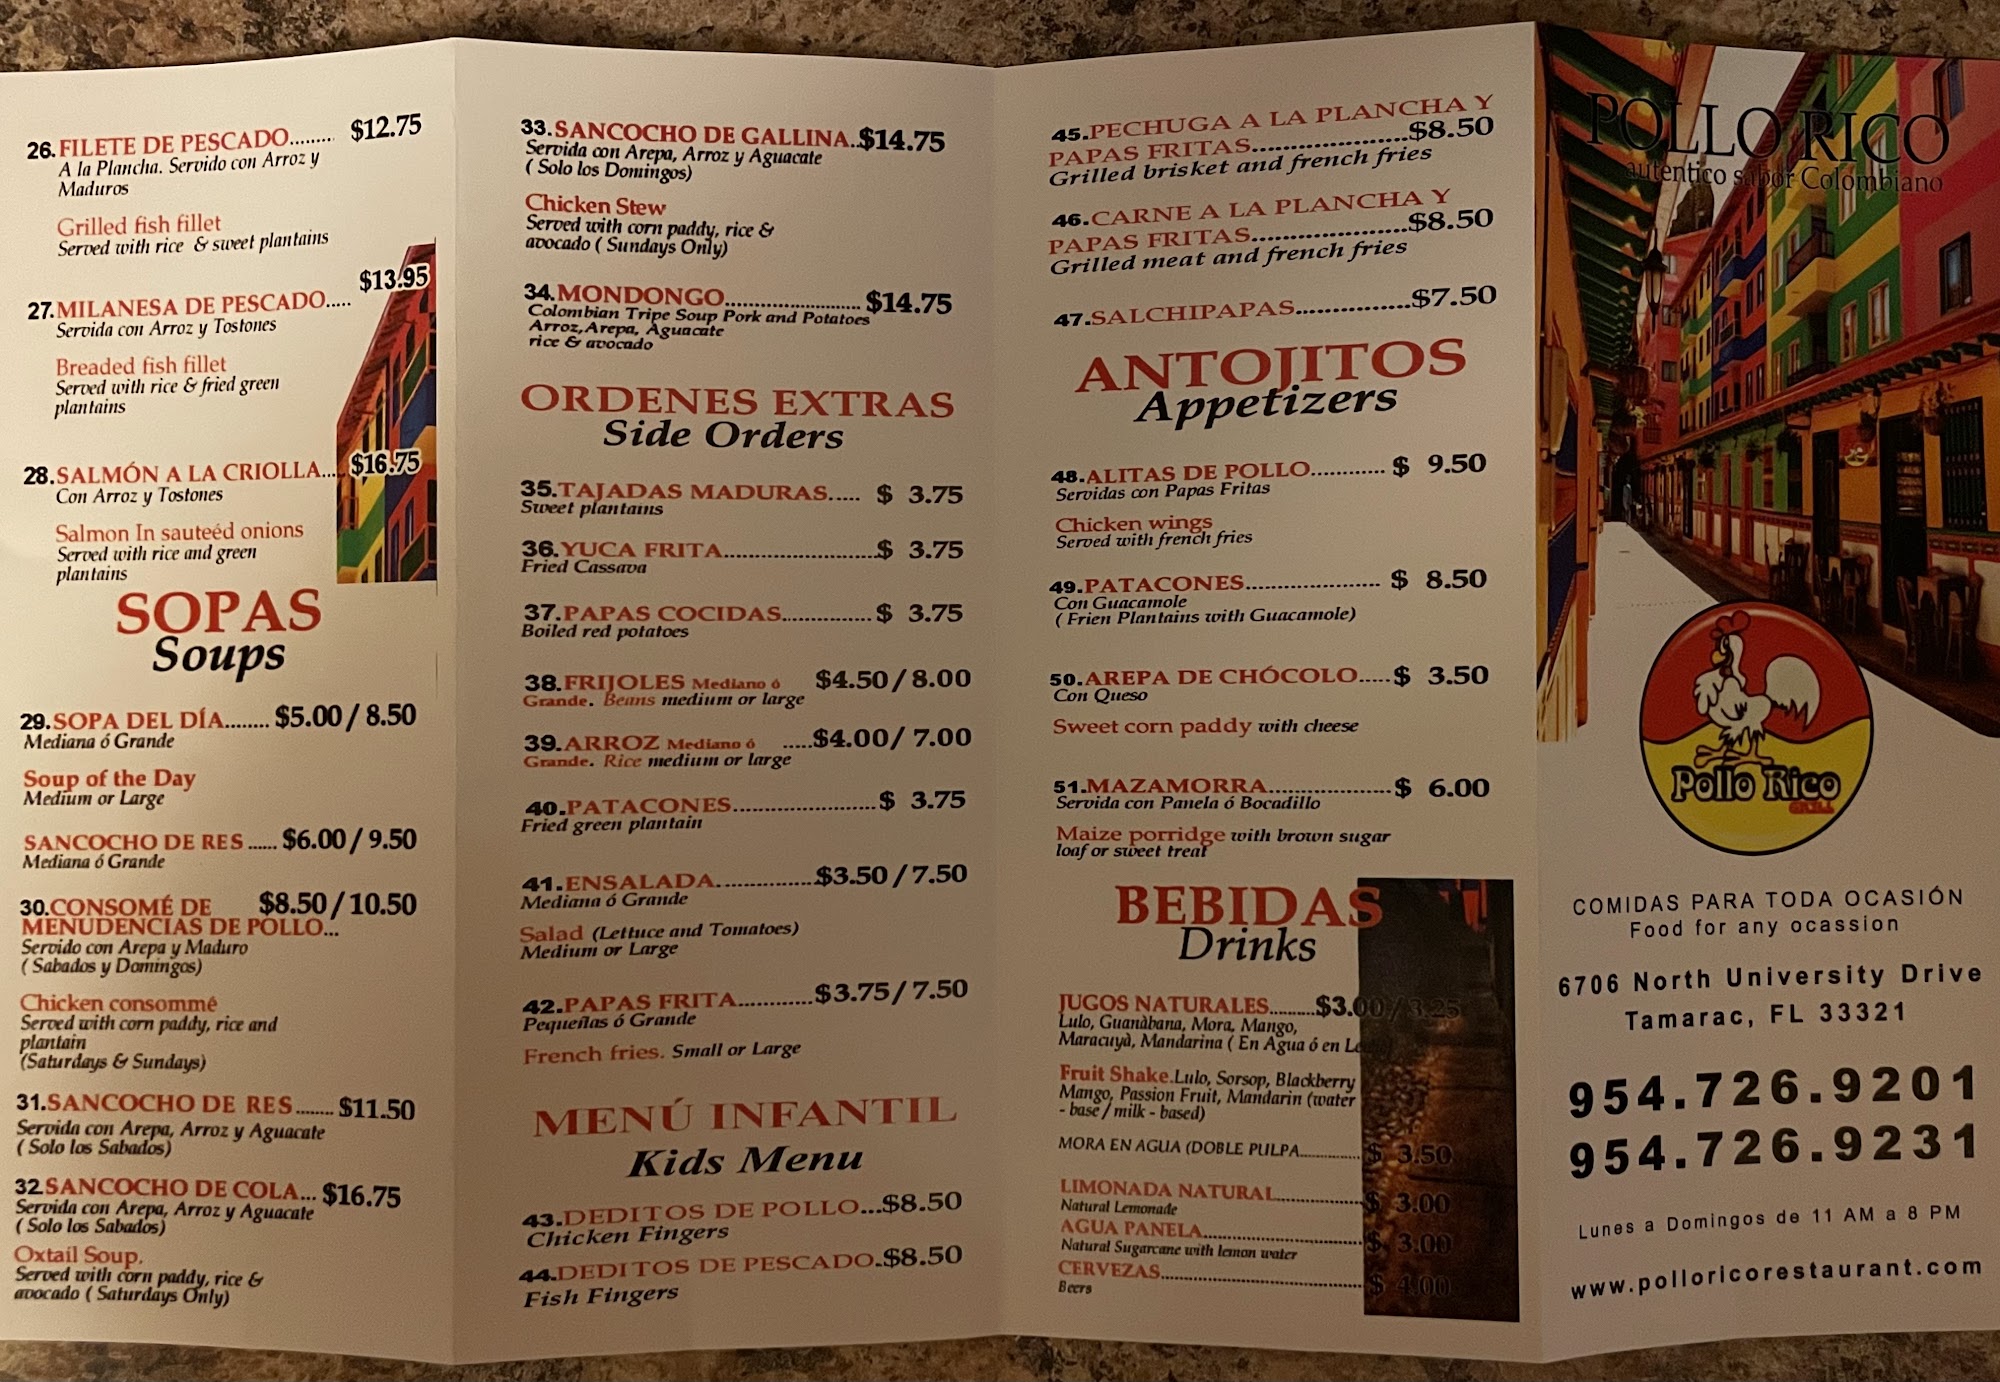 26. FILETE DE PESCADO......... $12.75
A la Plancha. Servido con Arroz y
Maduros
Grilled fish fillet
Served with rice & sweet plantains
$13.95
27. MILANESA DE PESCADO.....
Servida con Arroz y Tostones
Breaded fish fillet
Served with rice & fried green
plantains
28. SALMÓN A LA CRIOLLA.... $16.75
Con Arroz y Tostones
Salmon In sauteéd onions
Served with rice and green
plantains
SOPAS
Soups
29. SOPA DEL DÍA........ $5.00 / 8.50
Mediana ó Grande
Soup of the Day
Medium or Large
SANCOCHO DE RES ...... $6.00 / 9.50
Mediana ó Grande
30. CONSOMÉ DE $8.50 / 10.50
MENUDENCIAS DE POLLO...
Servido con Arepa y Maduro
( Sabados y Domingos)
Chicken consommé
Served with corn paddy, rice and
plantain
(Saturdays & Sundays)
31. SANCOCHO DE RES ........ $11.50
Servida con Arepa, Arroz y Aguacate
( Solo los Sabados)
32. SANCOCHO DE COLA... $16.75
Servida con Arepa, Arroz y Aguacate
( Solo los Sabados)
Oxtail Soup.
Served with corn paddy, rice &
avocado ( Saturdays Only)
33. SANCOCHO DE GALLINA..$14.75
Servida con Arepa, Arroz y Aguacate
( Solo los Domingos)
Chicken Stew
Served with corn paddy, rice &
avocado ( Sundays Only)
34. MONDONGO........................... $14.75
Colombian Tripe Soup Pork and Potatoes
Arroz,Arepa, Aguacate
rice & avocado
ORDENES EXTRAS
Side Orders
35. TAJADAS MADURAS..... $ 3.75
Sweet plantains
36. YUCA FRITA..............................$ 3.75
Fried Cassava
37. PAPAS COCIDAS................. $ 3.75
Boiled red potatoes
38. FRIJOLES Mediano ó $4.50 / 8.00
Grande. Beans medium or large
39. ARROZ Mediano ó .....$4.00/ 7.00
Grande. Rice medium or large
40. PATACONES............................$ 3.75
Fried green plantain
41. ENSALADA...................$3.50 / 7.50
Mediana ó Grande
Salad (Lettuce and Tomatoes)
Medium or Large
42. PAPAS FRITA.............$3.75 / 7.50
Pequeñas ó Grande
French fries. Small or Large
MENÚ INFANTIL
Kids Menu
43. DEDITOS DE POLLO...$8.50
Chicken Fingers
44. DEDITOS DE PESCADO.$8.50
Fish Fingers
45. PECHUGA A LA PLANCHA Y
PAPAS FRITAS......................$8.50
Grilled brisket and french fries
46. CARNE A LA PLANCHA Y
PAPAS FRITAS......................$8.50
Grilled meat and french fries
47. SALCHIPAPAS................$7.50
ANTOJITOS
Appetizers
48. ALITAS DE POLLO............ $ 9.50
Servidas con Papas Fritas
Chicken wings
Served with french fries
49. PATACONES...................... $ 8.50
Con Guacamole
( Frien Plantains with Guacamole)
50. AREPA DE CHÓCOLO.....$ 3.50
Con Queso
Sweet corn paddy with cheese
51. MAZAMORRA....................$ 6.00
Servida con Panela ó Bocadillo
Maize porridge with brown sugar
loaf or sweet treat
BEBIDAS
Drinks
JUGOS NATURALES.........$3.00 / 3.25
Lulo, Guanàbana, Mora, Mango,
Maracuyà, Mandarina ( En Agua ó en
Fruit Shake.Lulo, Sorsop, Blackberry
Mango, Passion Fruit, Mandarin (water
- base / milk - based)
MORA EN AGUA (DOBLE PULPA............... $ 3.50
LIMONADA NATURAL.....................$ 3.00
Natural Lemonade
AGUA PANELA.....................................$ 3.00
Natural Sugarcane with lemon water
CERVEZAS...............................................$ 4.00
Beers
POLLO RICO
autentico sabor Colombiano
Pollo Rico
GRILL
COMIDAS PARA TODA OCASIÓN
Food for any ocassion
6706 North University Drive
Tamarac, FL 33321
954.726.9201
954.726.9231
Lunes a Domingos de 11 AM a 8 PM
www.polloricorestaurant.com